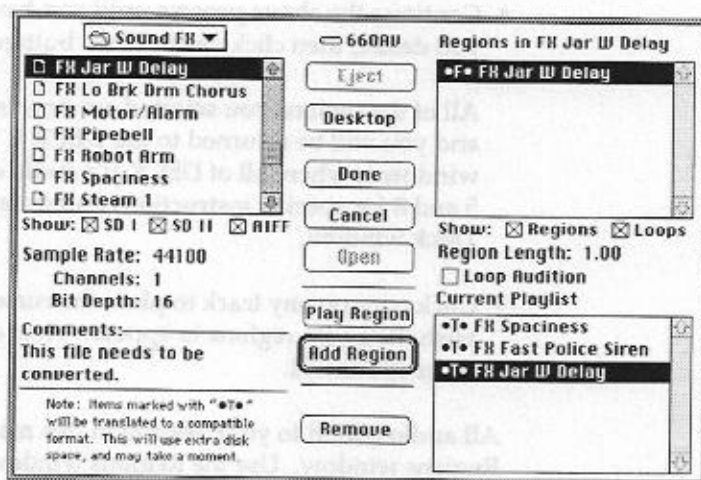 Sound FX
FX Jar W Delay
FX Lo Brk Drm Chorus
FX Motor/Alarm
FX Pipebell
FX Robot Arm
FX Spaciness
FX Steam 1
Show: SD I SD II AIFF
Sample Rate: 44100
Channels: 1
Bit Depth: 16
Comments:
This file needs to be
converted.
Note: Items marked with "•T•"
will be translated to a compatible
format. This will use extra disk
space, and may take a moment.
660AV
Eject
Desktop
Done
Cancel
Open
Play Region
Add Region
Remove
Regions in FX Jar W Delay
•F• FX Jar W Delay
Show: Regions Loops
Region Length: 1.00
Loop Audition
Current Playlist
•T• FX Spaciness
•T• FX Fast Police Siren
•T• FX Jar W Delay